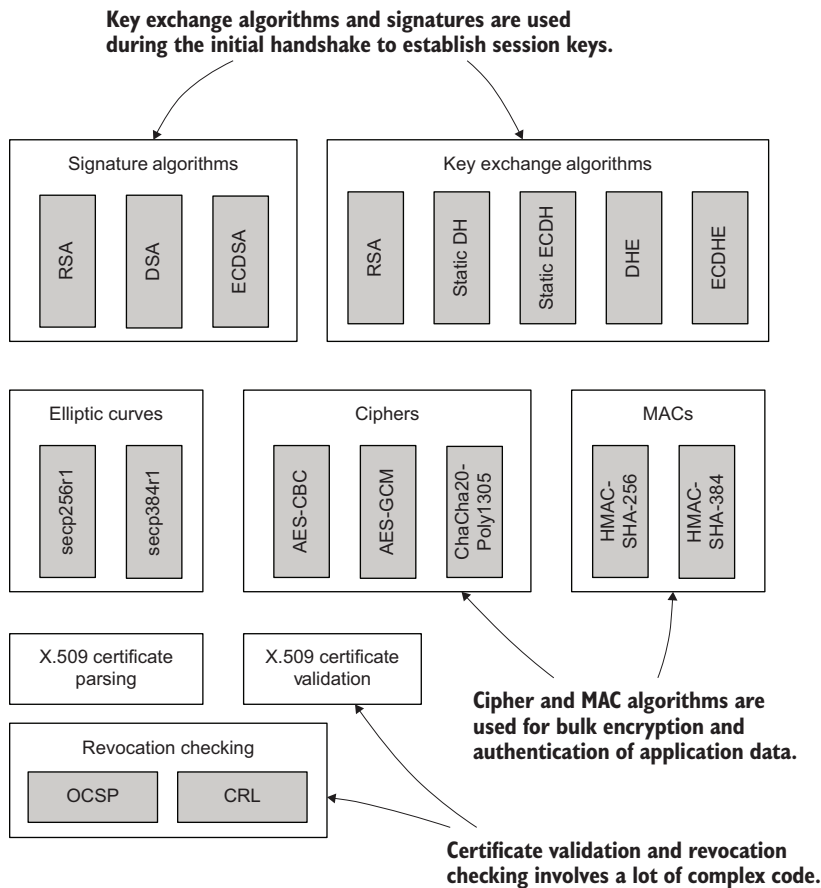 Key exchange algorithms and signatures are used
during the initial handshake to establish session keys.
Signature algorithms
RSA
DSA
ECDSA
Key exchange algorithms
RSA
Static DH
Static ECDH
DHE
ECDHE
Elliptic curves
secp256r1
secp384r1
Ciphers
AES-CBC
AES-GCM
ChaCha20-
Poly1305
MACs
HMAC-
SHA-256
HMAC-
SHA-384
X.509 certificate
parsing
X.509 certificate
validation
Cipher and MAC algorithms are
used for bulk encryption and
authentication of application data.
Revocation checking
OCSP
CRL
Certificate validation and revocation
checking involves a lot of complex code.